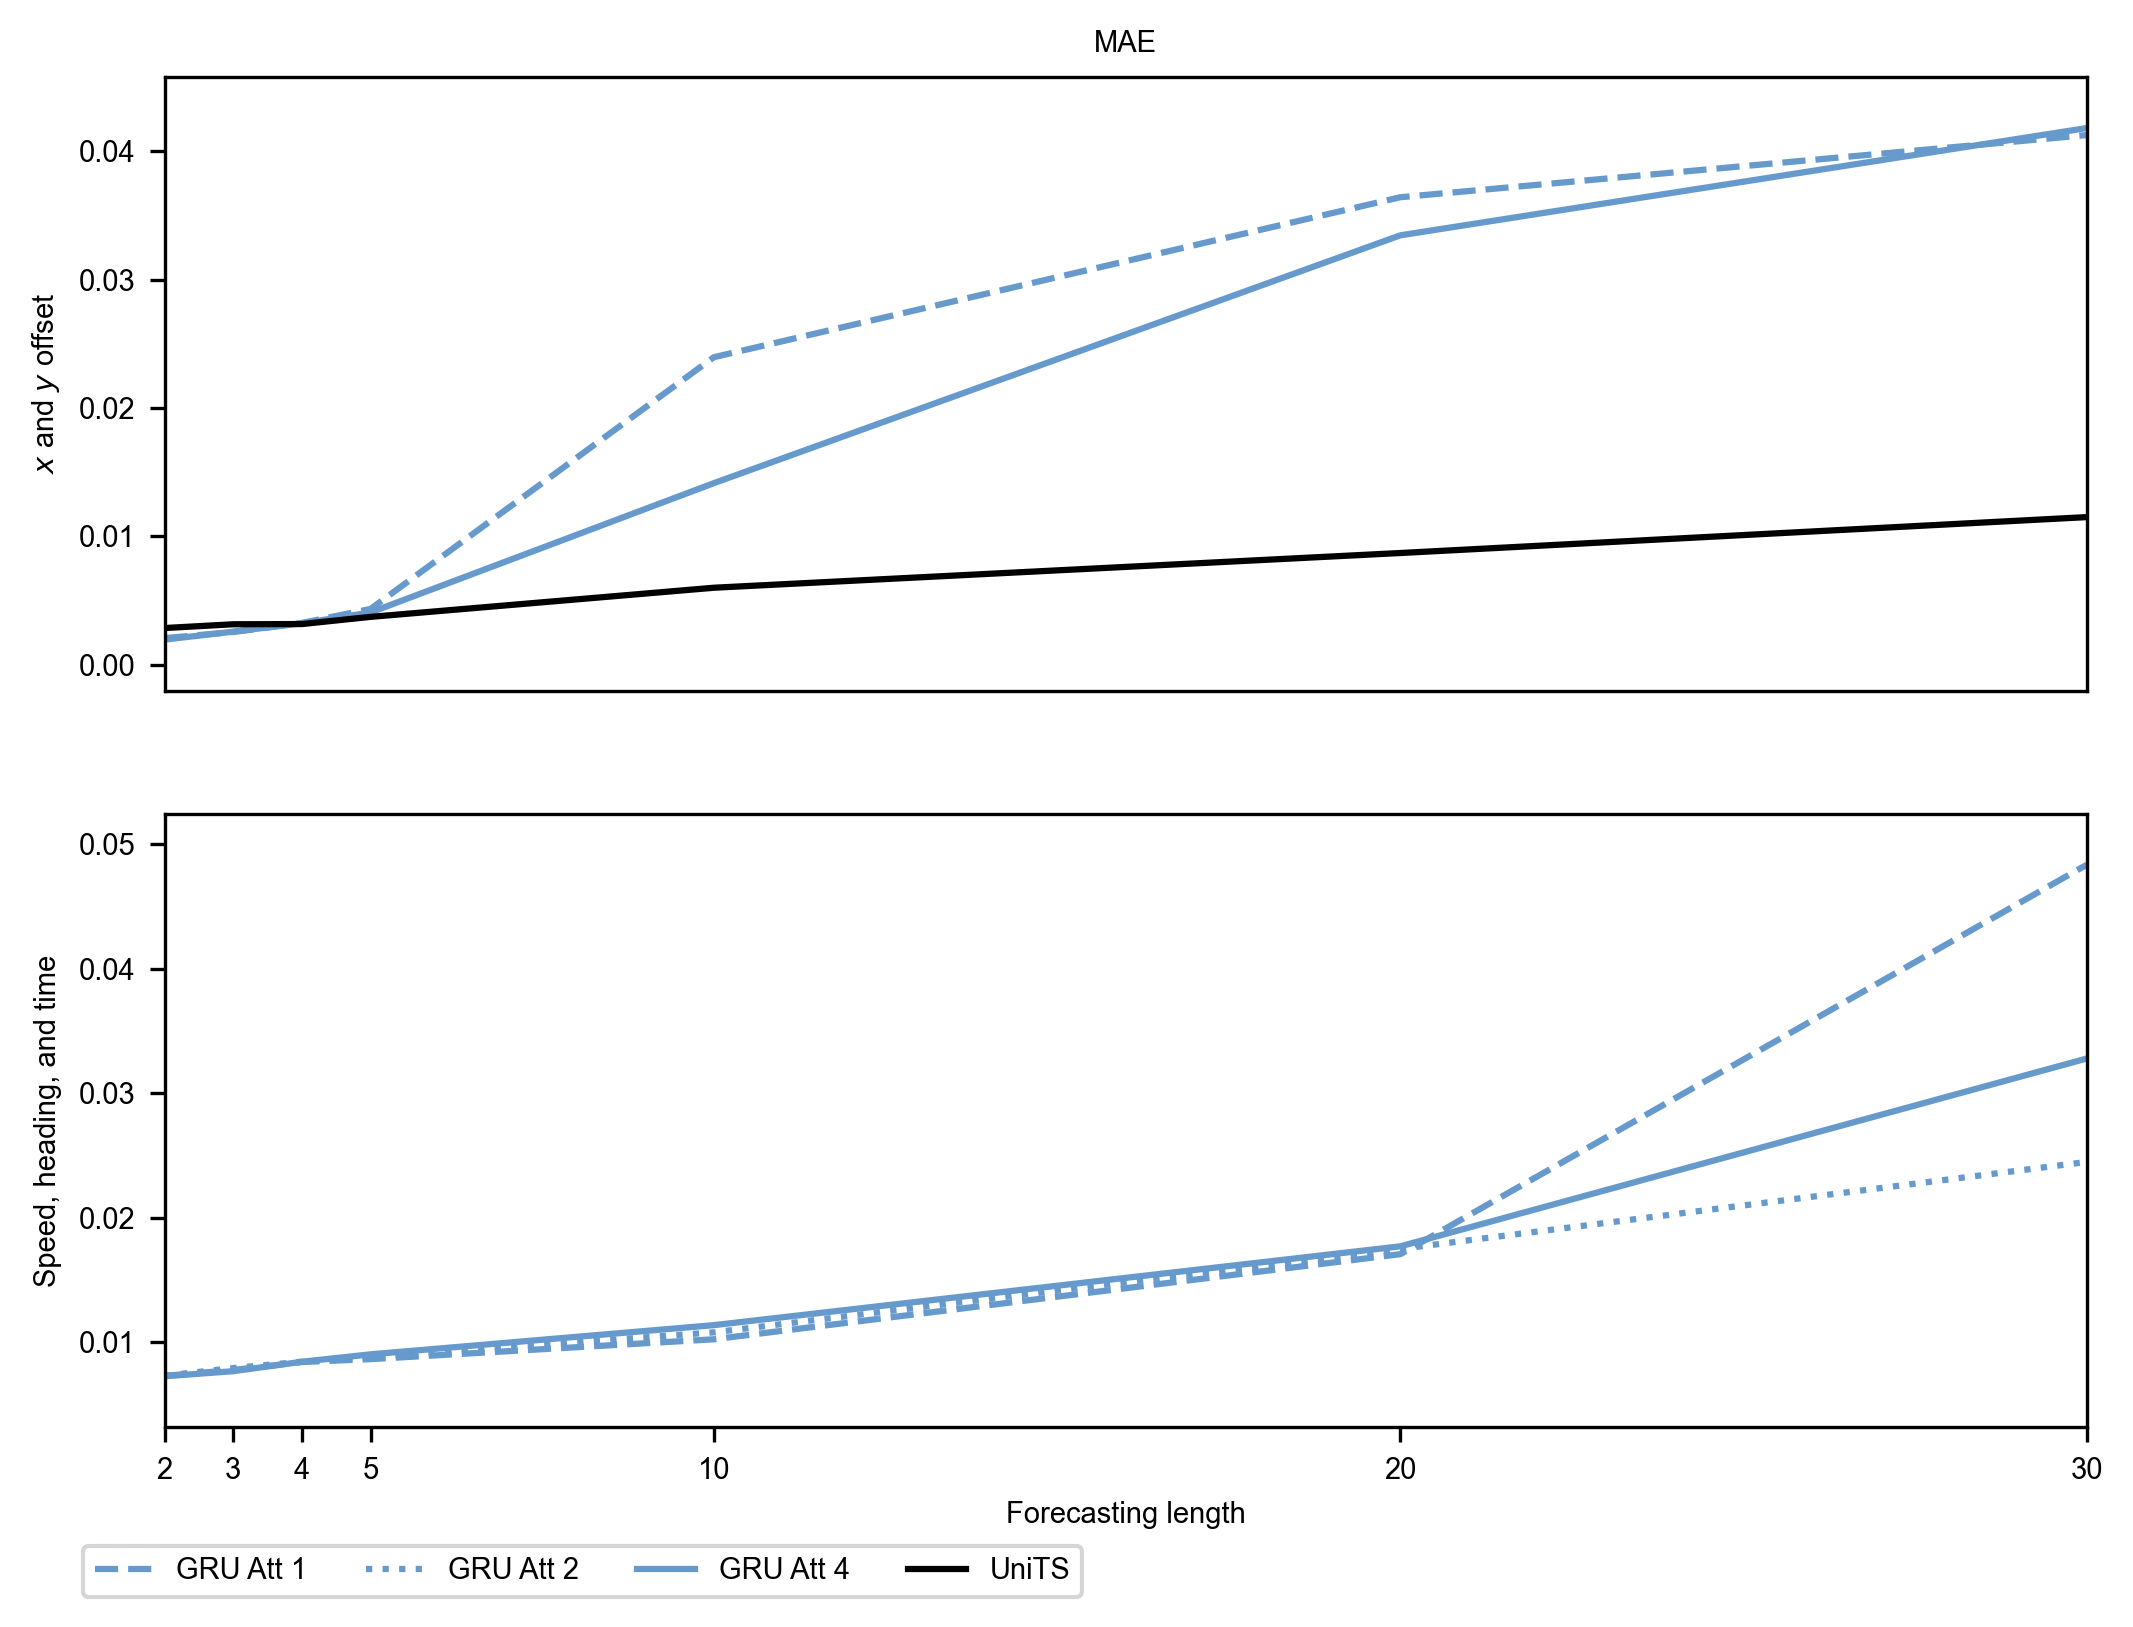 MAE
0.04
0.03
0.02
0.01
0.00
x and y offset
0.05
0.04
0.03
0.02
0.01
Speed, heading, and time
2 3 4 5 10 20 30
Forecasting length
GRU Att 1 GRU Att 2 GRU Att 4 UniTS